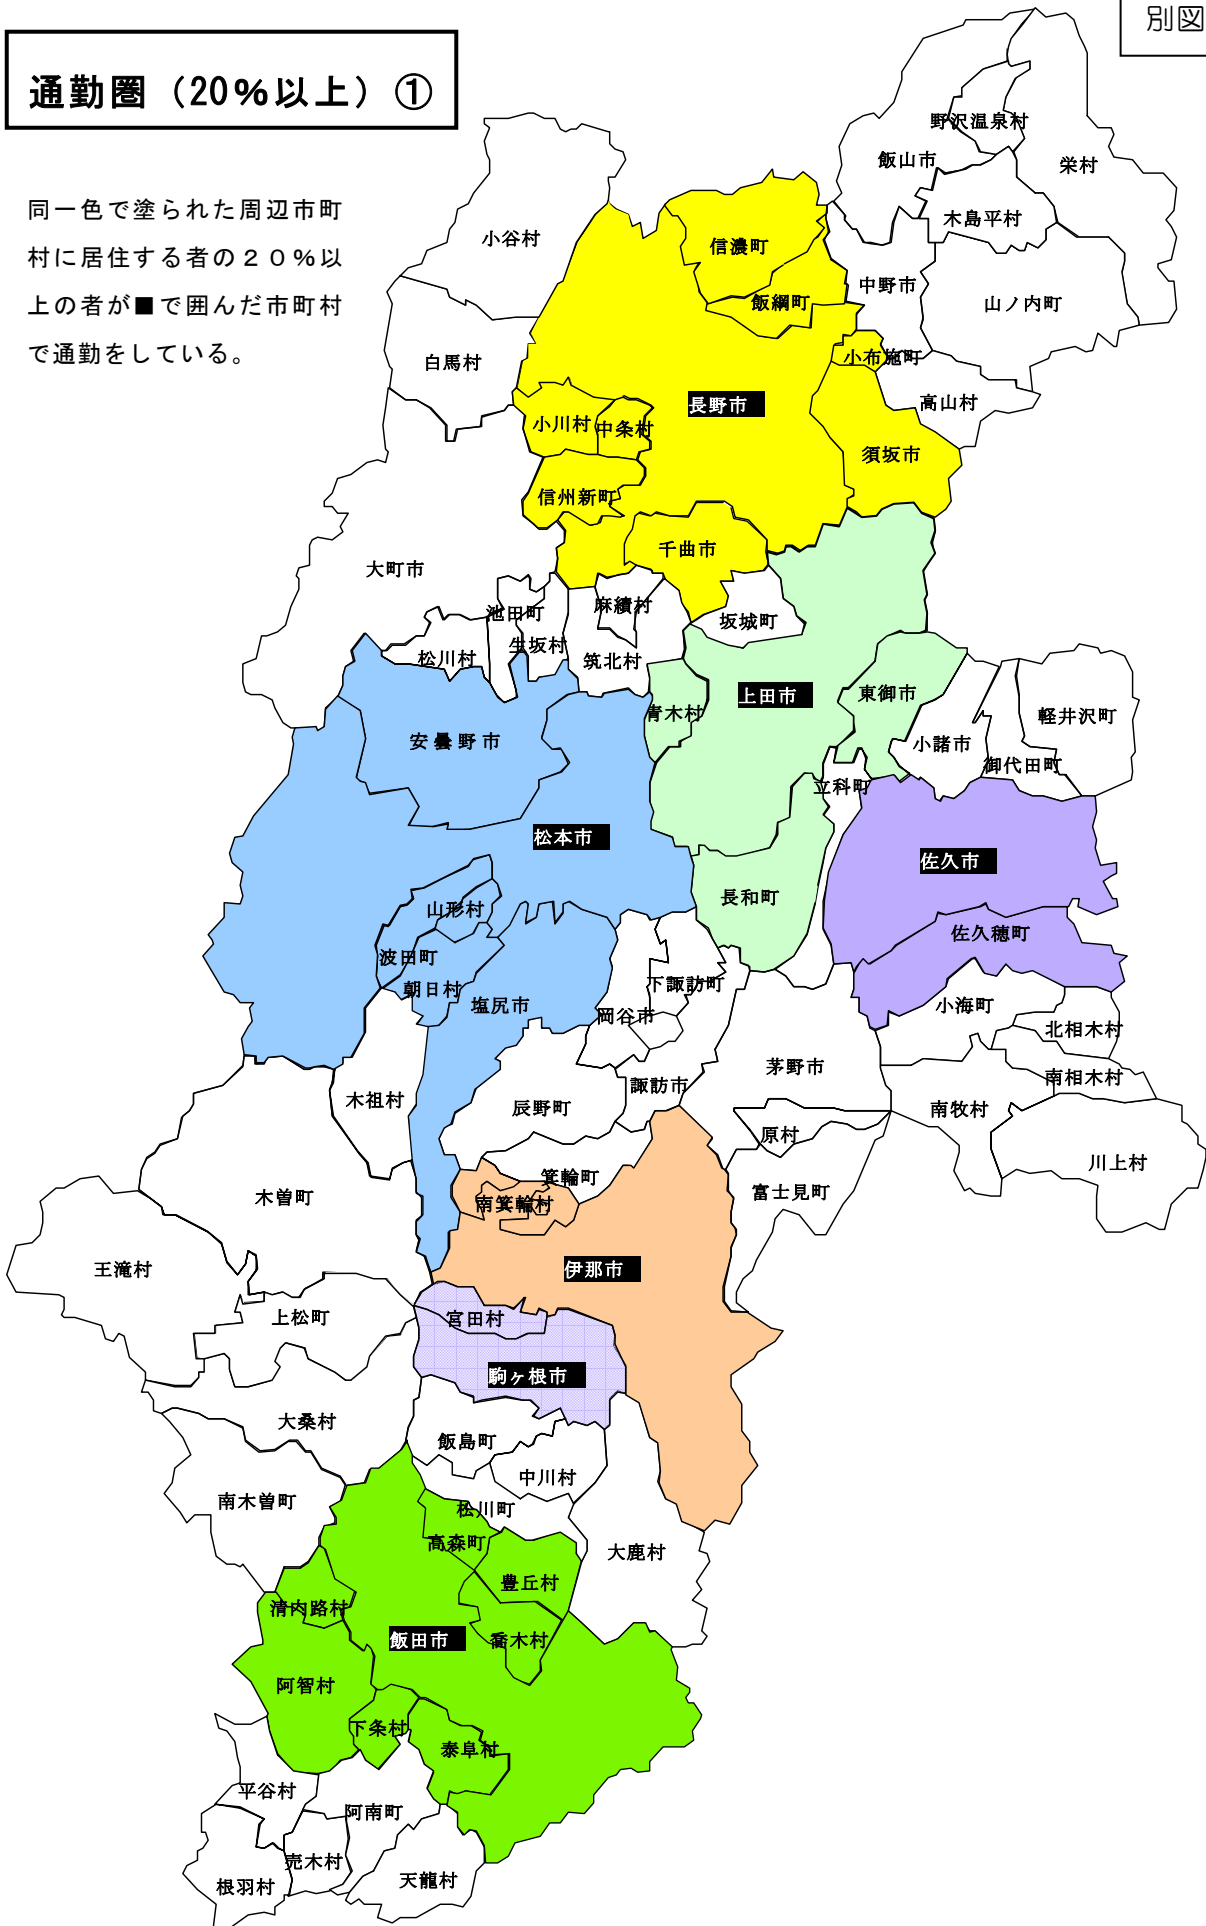 別図
通勤圏（20％以上）①
同一色で塗られた周辺市町
村に居住する者の２０％以
上の者が■で囲んだ市町村
で通勤をしている。
野沢温泉村
飯山市
栄村
木島平村
小谷村
信濃町
中野市
飯綱町
山ノ内町
白馬村
小布施町
長野市
高山村
小川村
中条村
須坂市
信州新町
千曲市
大町市
池田町
麻績村
坂城町
生坂村
松川村
筑北村
上田市
東御市
青木村
軽井沢町
安曇野市
小諸市
御代田町
立科町
松本市
佐久市
長和町
山形村
佐久穂町
波田町
朝日村
下諏訪町
塩尻市
小海町
岡谷市
北相木村
茅野市
南相木村
諏訪市
木祖村
辰野町
南牧村
原村
川上村
箕輪町
木曽町
富士見町
南箕輪村
王滝村
伊那市
上松町
宮田村
駒ヶ根市
大桑村
飯島町
中川村
南木曽町
松川町
高森町
大鹿村
豊丘村
清内路村
飯田市
喬木村
阿智村
下条村
泰阜村
平谷村
阿南町
売木村
天龍村
根羽村